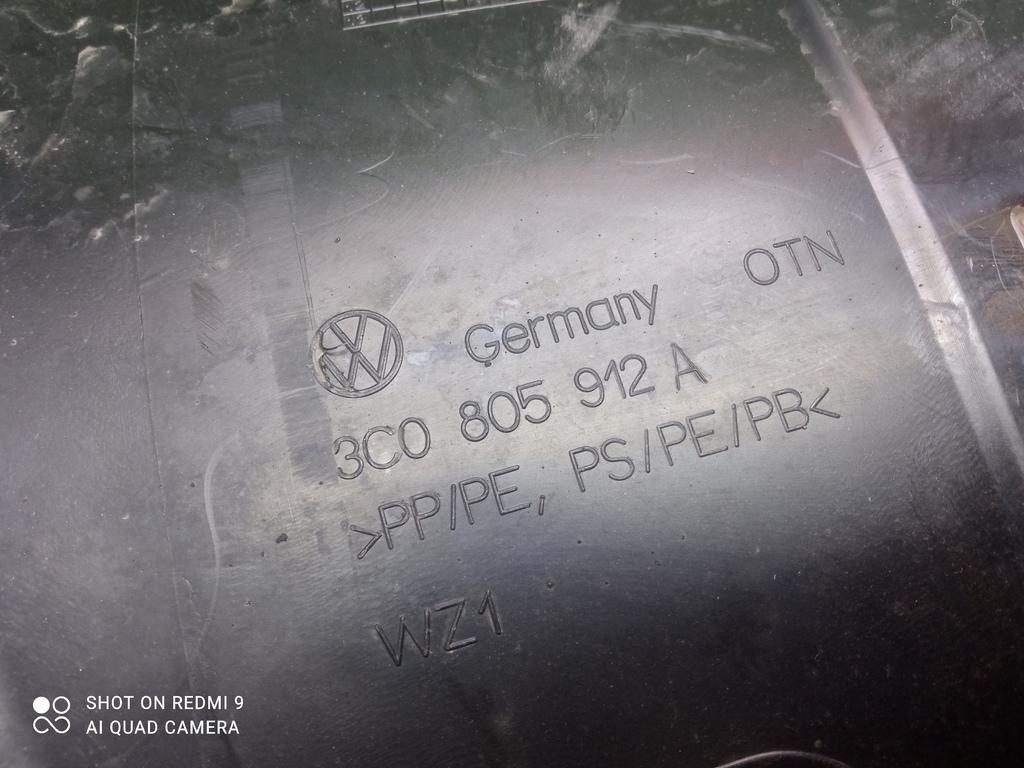 OTN
Germany
3C0 805 912 A
>PP/PE, PS/PE/PB<
WZ1
SHOT ON REDMI 9
AI QUAD CAMERA